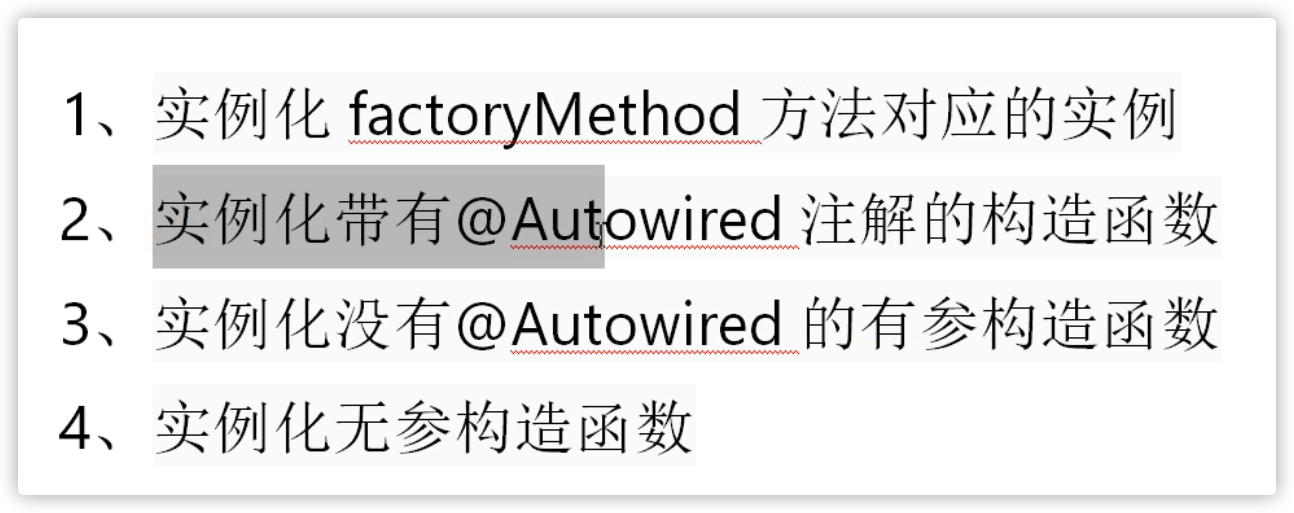 1、实例化 factoryMethod 方法对应的实例
2、实例化带有@Autowired 注解的构造函数
3、实例化没有@Autowired 的有参构造函数
4、实例化无参构造函数